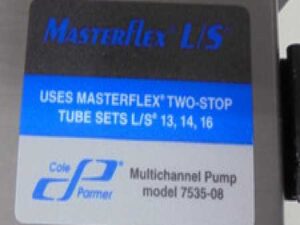 MASTERFLEX® L/S®
USES MASTERFLEX® TWO-STOP
TUBE SETS L/S® 13, 14, 16
Cole Multichannel Pump
Parmer model 7535-08